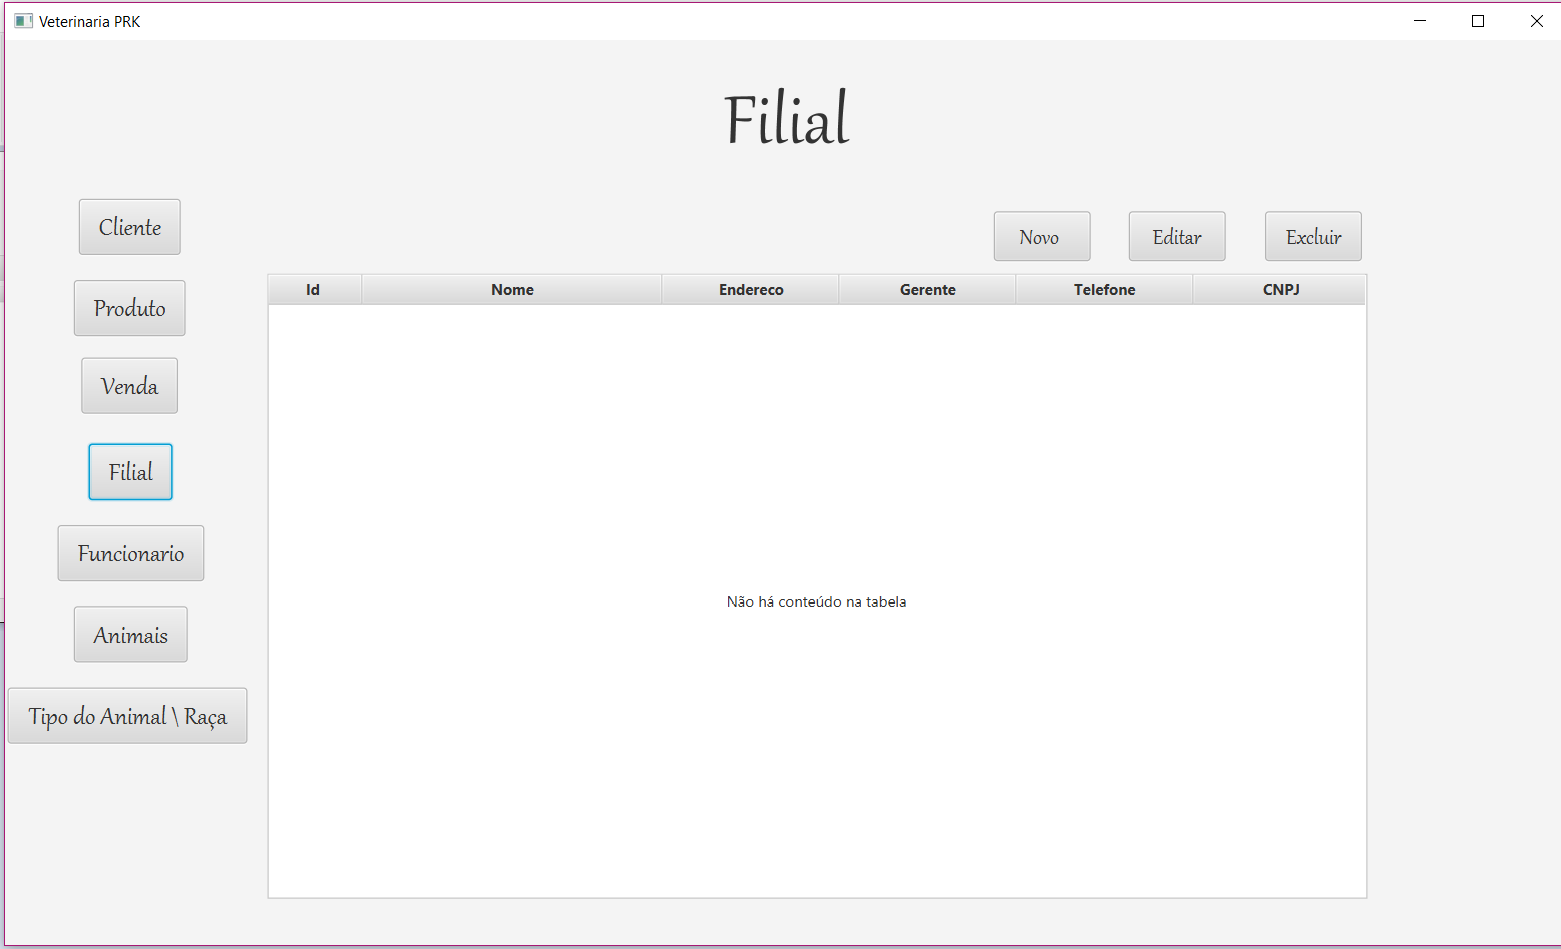 Veterinaria PRK
Filial
Cliente
Produto
Venda
Filial
Funcionario
Animais
Tipo do Animal \ Raça
Novo Editar Excluir
Id Nome Endereco Gerente Telefone CNPJ
Não há conteúdo na tabela